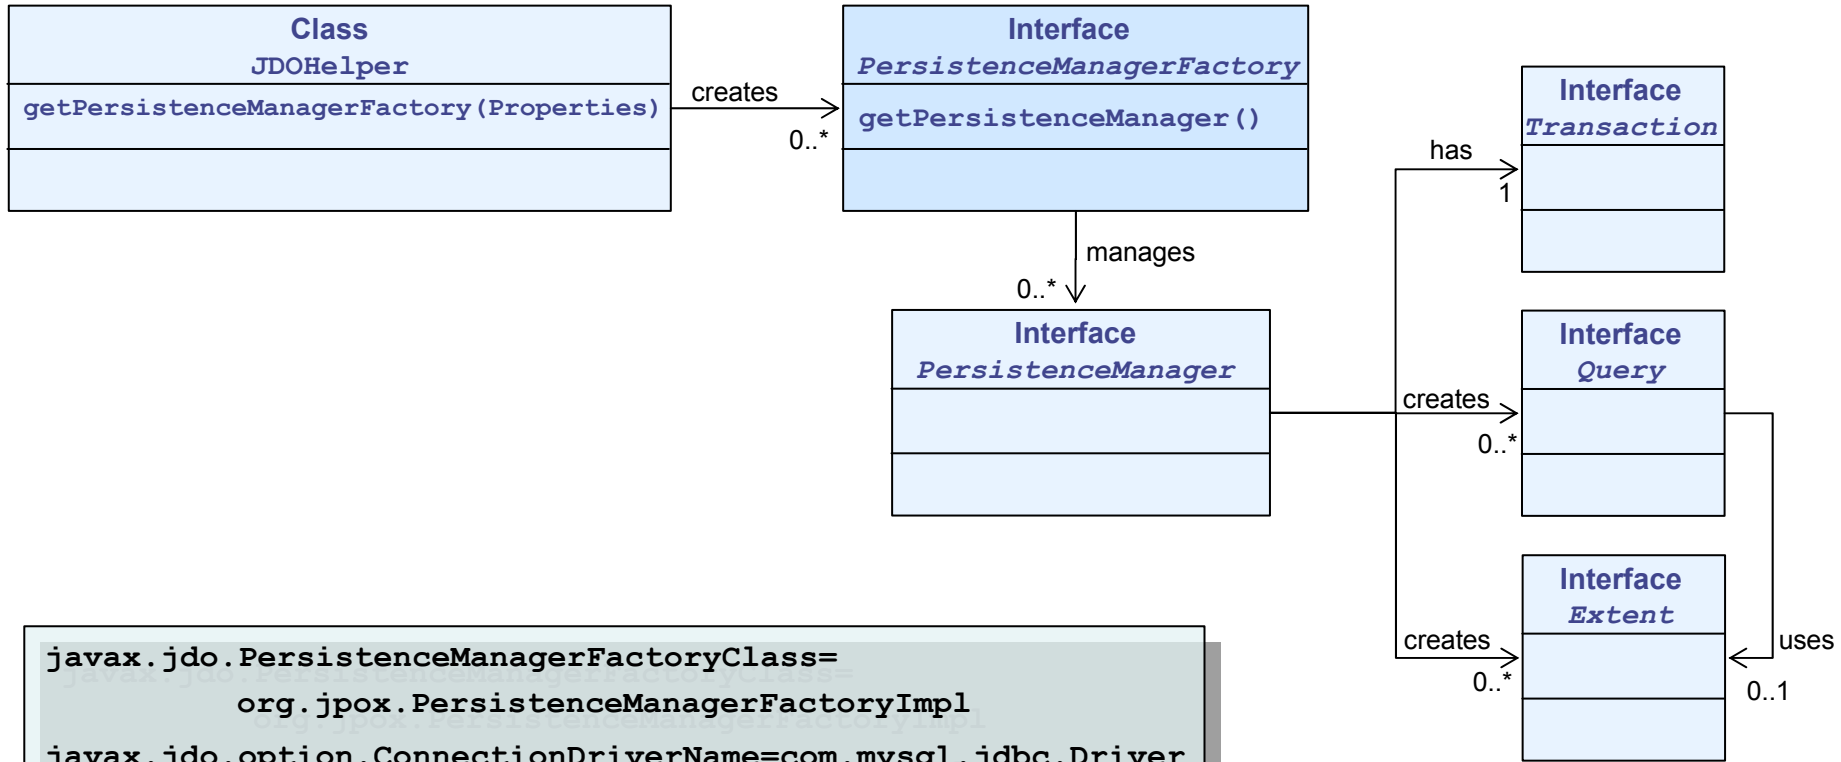 Class
JDOHelper
getPersistenceManagerFactory(Properties)
creates
0..*
Interface
PersistenceManagerFactory
getPersistenceManager()
manages
0..*
Interface
PersistenceManager
has
1
Interface
Transaction
creates
0..*
Interface
Query
creates
0..*
Interface
Extent
uses
0..1
javax.jdo.PersistenceManagerFactoryClass=
org.jpox.PersistenceManagerFactoryImpl
javax.jdo.option.ConnectionDriverName=com.mysql.jdbc.Driver